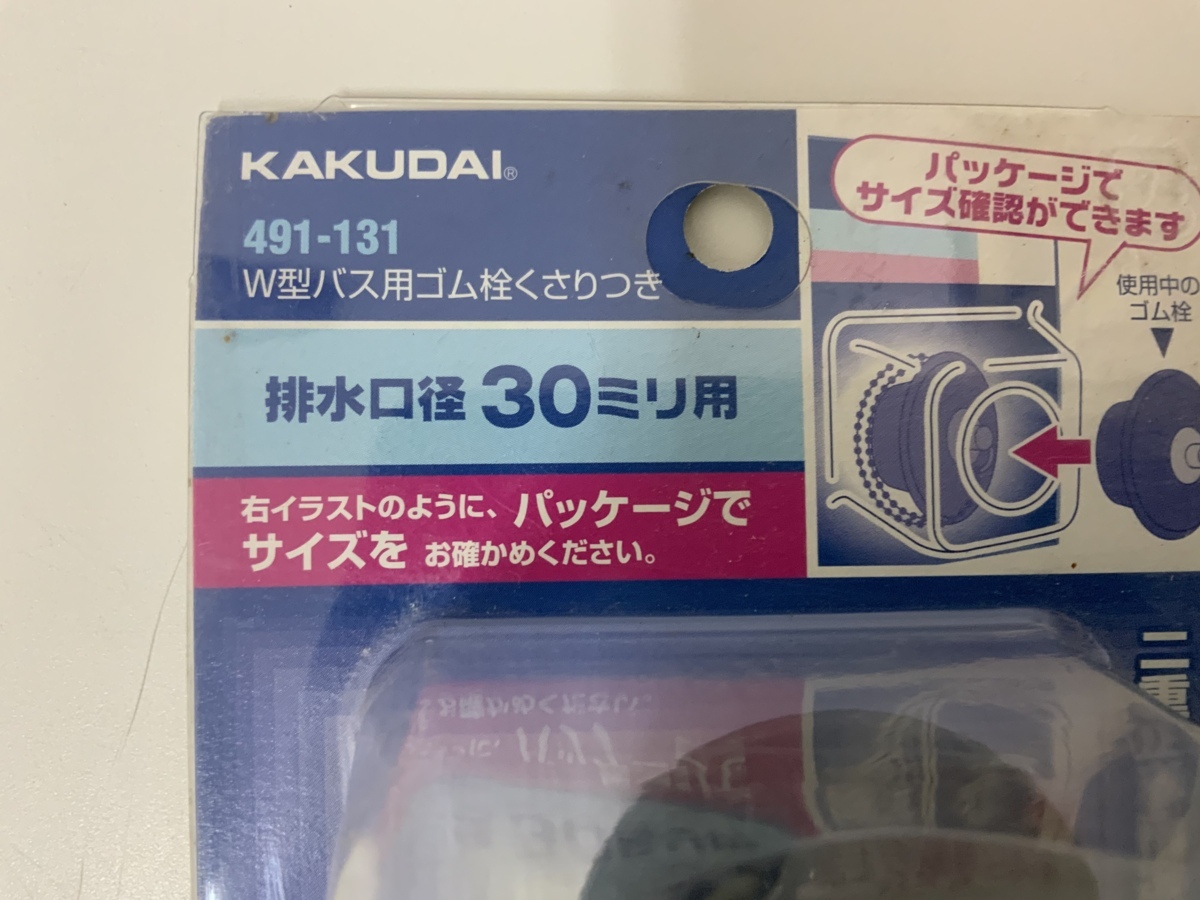 KAKUDAI®
491-131
W型バス用ゴム栓くさりつき
排水口径30ミリ用
右イラストのように、パッケージで
サイズを お確かめください。
パッケージで
サイズ確認ができます
使用中の
ゴム栓
二重